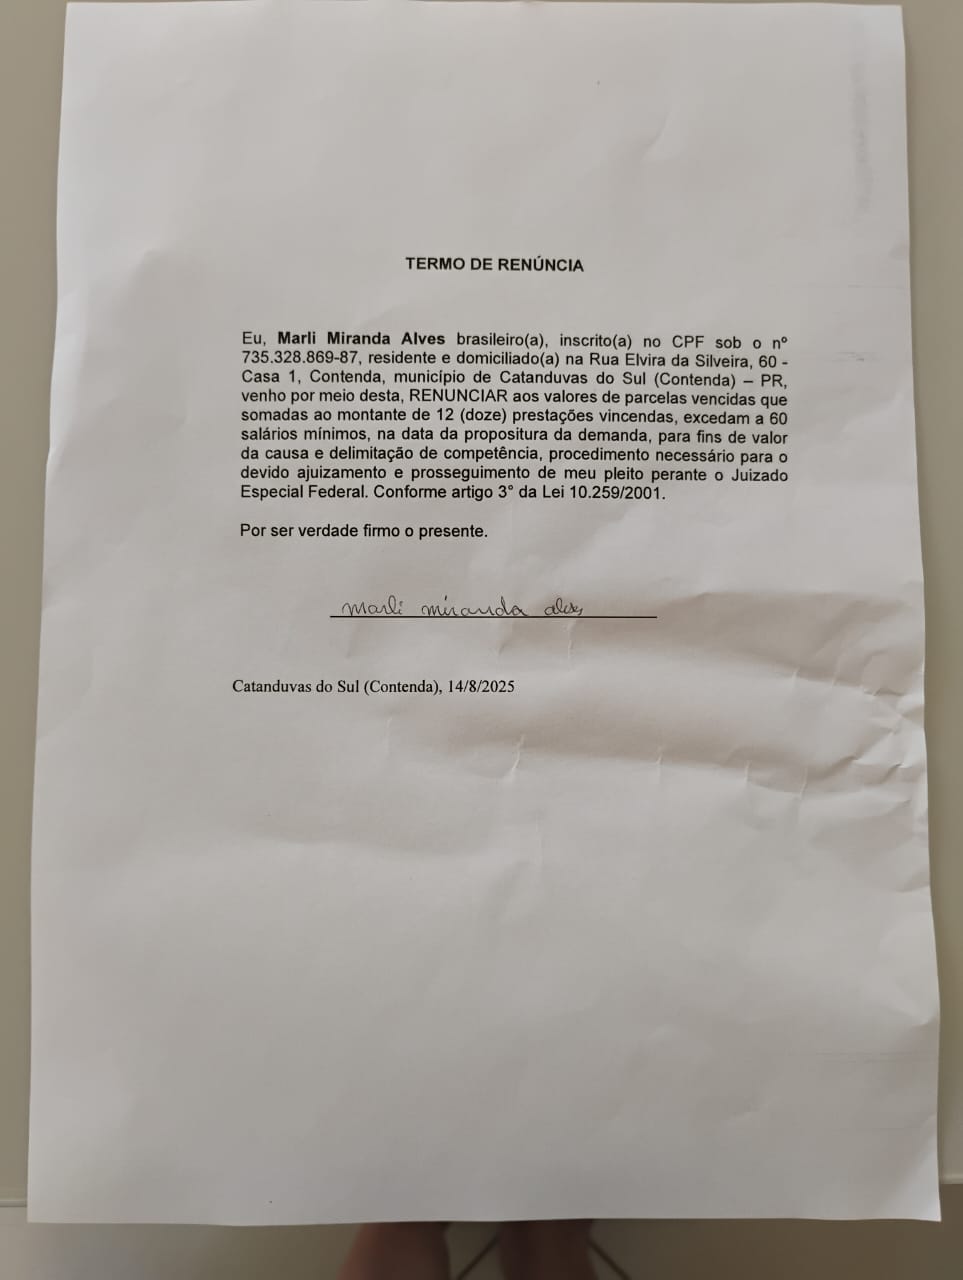 TERMO DE RENÚNCIA
Eu, Marli Miranda Alves brasileiro(a), inscrito(a) no CPF sob o nº
735.328.869-87, residente e domiciliado(a) na Rua Elvira da Silveira, 60 -
Casa 1, Contenda, município de Catanduvas do Sul (Contenda) – PR,
venho por meio desta, RENUNCIAR aos valores de parcelas vencidas que
somadas ao montante de 12 (doze) prestações vincendas, excedam a 60
salários mínimos, na data da propositura da demanda, para fins de valor
da causa e delimitação de competência, procedimento necessário para o
devido ajuizamento e prosseguimento de meu pleito perante o Juizado
Especial Federal. Conforme artigo 3° da Lei 10.259/2001.
Por ser verdade firmo o presente.
Marli miranda alves
Catanduvas do Sul (Contenda), 14/8/2025